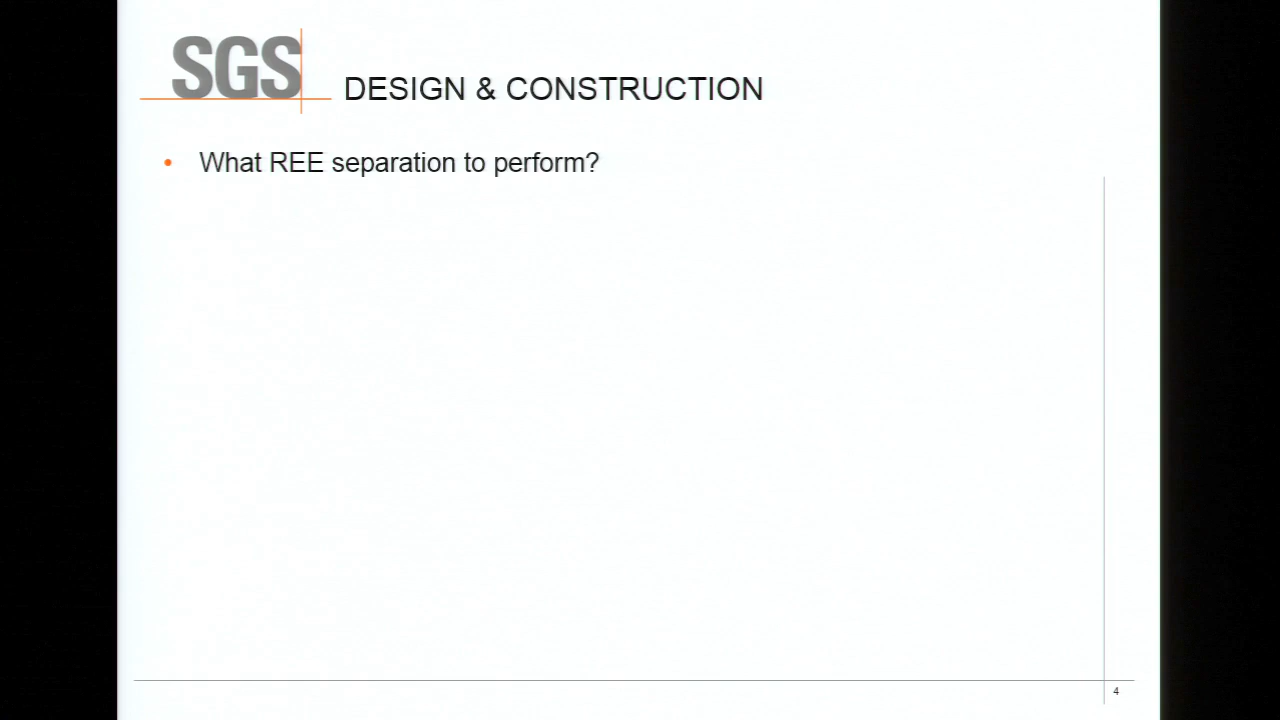 SGS
DESIGN & CONSTRUCTION
• What REE separation to perform?
4